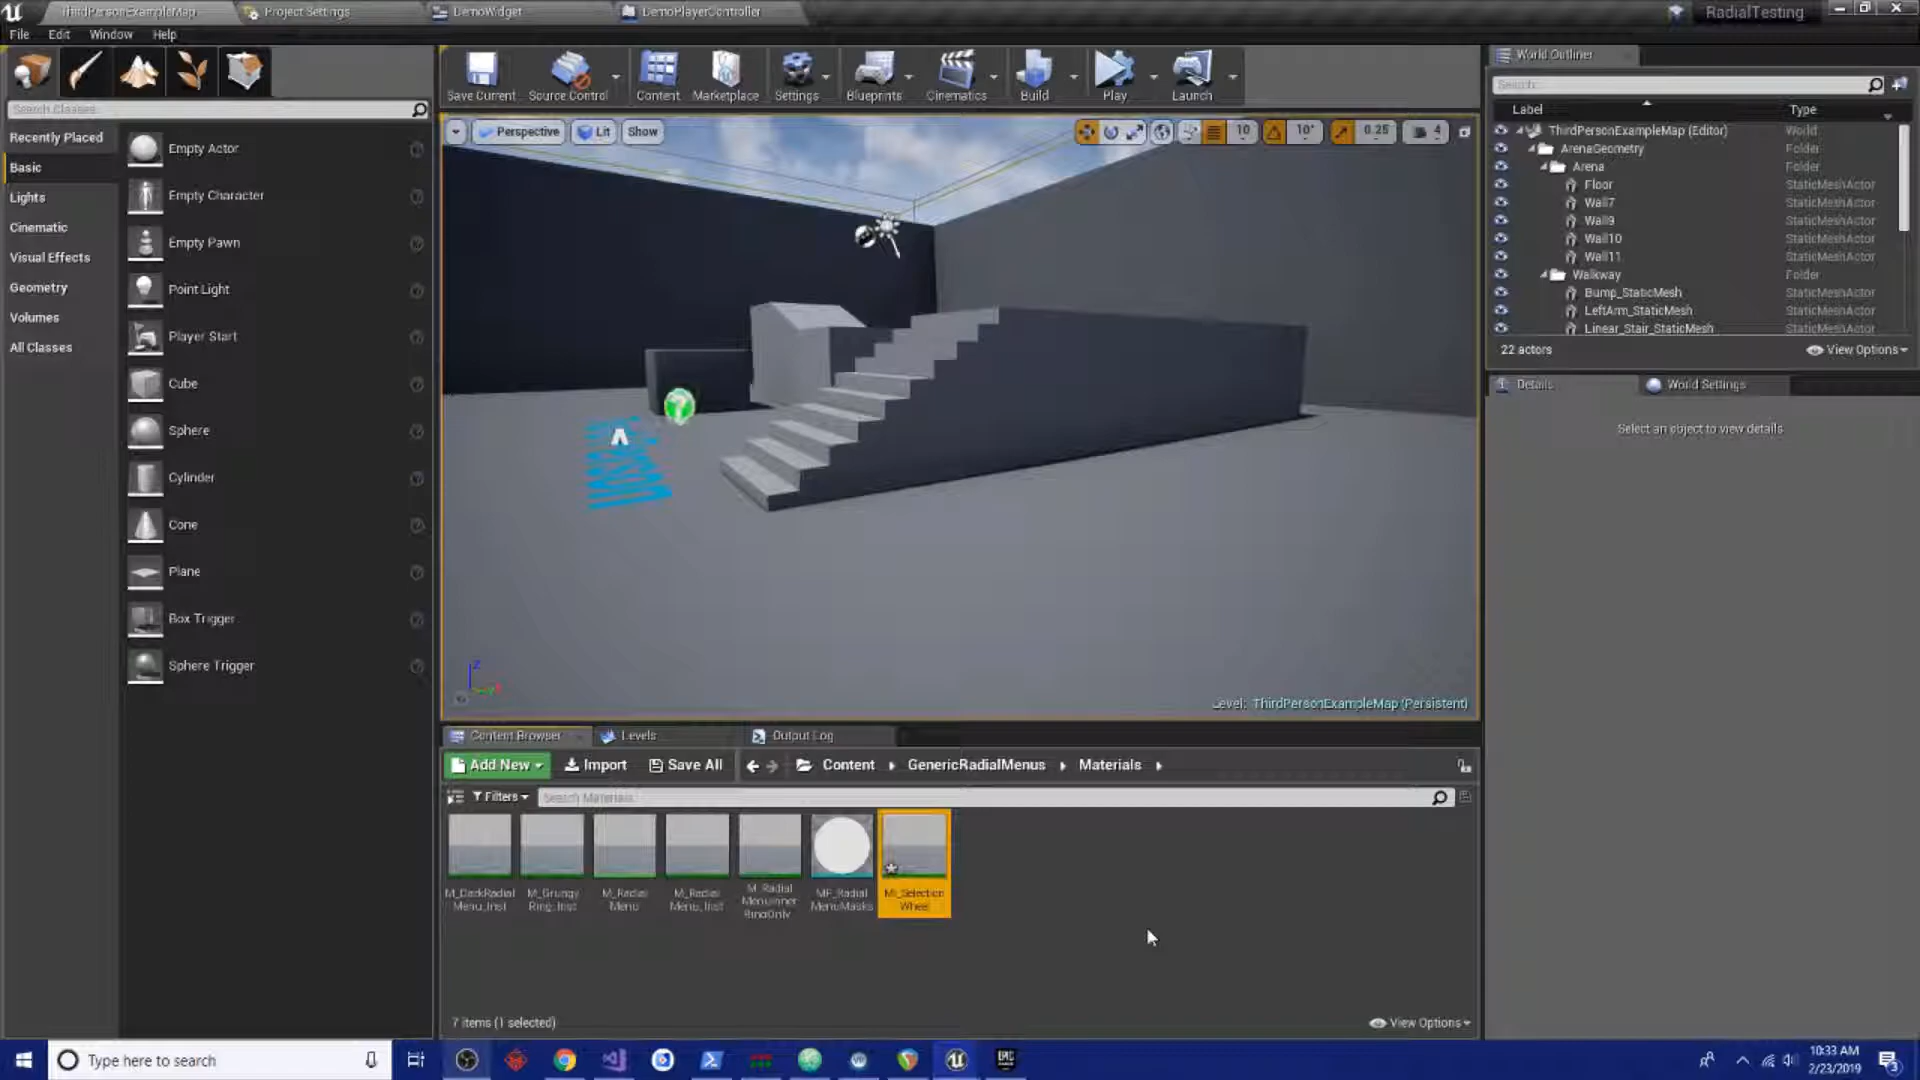 ThirdPersonExampleMap
Project Settings
DemoWidget
DemoPlayerController
RadialTesting
File
Edit
Window
Help
Save Current
Source Control
Content
Marketplace
Settings
Blueprints
Cinematics
Build
Play
Launch
World Outliner
Search Classes
Search...
Label
Type
Recently Placed
Basic
Lights
Cinematic
Visual Effects
Geometry
Volumes
All Classes
Empty Actor
Empty Character
Empty Pawn
Point Light
Player Start
Cube
Sphere
Cylinder
Cone
Plane
Box Trigger
Sphere Trigger
Perspective
Lit
Show
10
10°
0.25
4
ThirdPersonExampleMap (Editor)
World
ArenaGeometry
Folder
Arena
Folder
Floor
StaticMeshActor
Wall7
StaticMeshActor
Wall9
StaticMeshActor
Wall10
StaticMeshActor
Wall11
StaticMeshActor
Walkway
Folder
Bump_StaticMesh
StaticMeshActor
LeftArm_StaticMesh
StaticMeshActor
Linear_Stair_StaticMesh
StaticMeshActor
22 actors
View Options
Details
World Settings
Select an object to view details
Level: ThirdPersonExampleMap (Persistent)
Content Browser
Levels
Output Log
Add New
Import
Save All
Content
GenericRadialMenus
Materials
Filters
Search Materials
M_DarkRadial
Menu_Inst
M_Grungy
Ring_Inst
M_Radial
Menu
M_Radial
Menu_Inst
M_Radial
MenuInner
RingOnly
MF_Radial
MenuMasks
MI_Selection
Wheel
7 items (1 selected)
View Options
Type here to search
EPIC
10:33 AM
2/23/2019
3